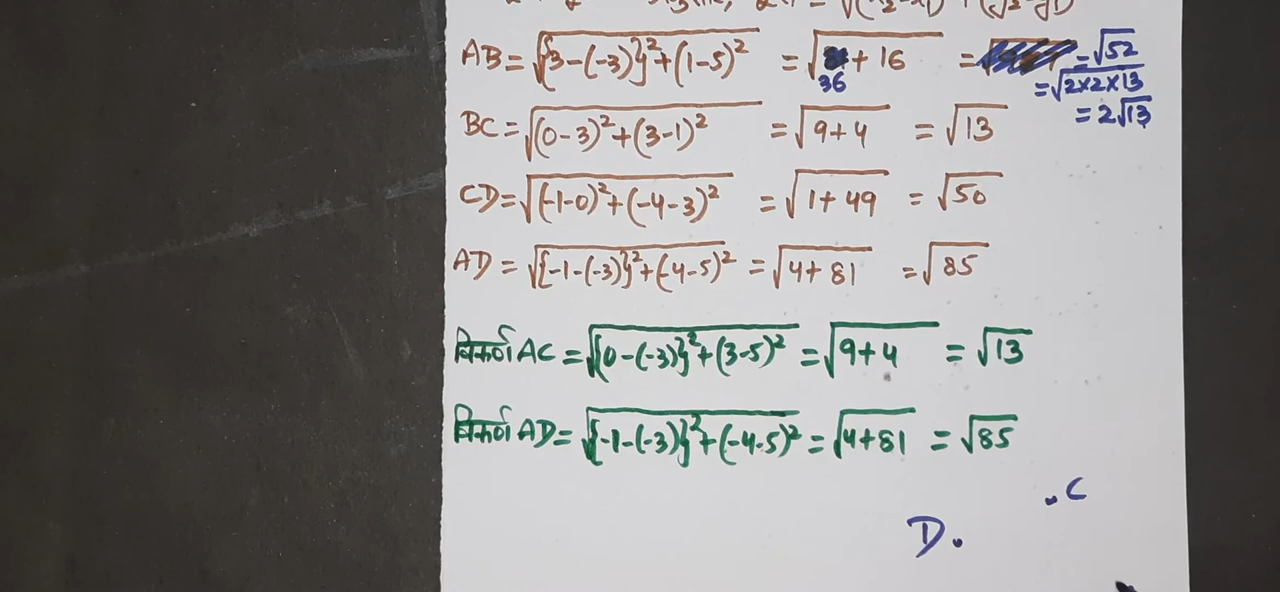 AB = √{3-(-3)}²+(1-5)² = √36 + 16 = √52
= √2×2×13
= 2√13
BC = √(0-3)²+(3-1)² = √9+4 = √13
CD = √(-1-0)²+(-4-3)² = √1+49 = √50
AD = √{-1-(-3)}²+(-4-5)² = √4+81 = √85
विकर्ण AC = √{0-(-3)}²+(3-5)² = √9+4 = √13
विकर्ण AD = √{-1-(-3)}²+(-4-5)² = √4+81 = √85
.C
D.